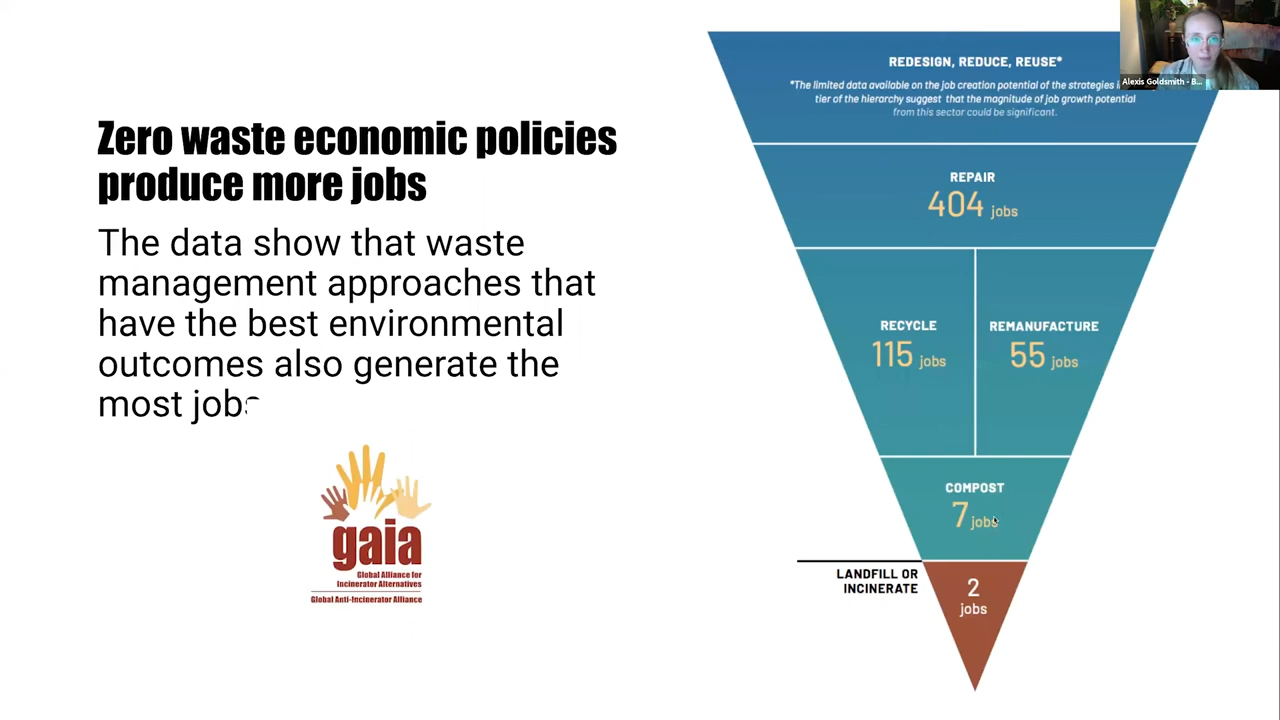 Zero waste economic policies
produce more jobs
The data show that waste
management approaches that
have the best environmental
outcomes also generate the
most jobs
gaia
Global Alliance for
Incinerator Alternatives
Global Anti-Incinerator Alliance
REDESIGN, REDUCE, REUSE*
*The limited data available on the job creation potential of the strategies
tier of the hierarchy suggest that the magnitude of job growth potential
from this sector could be significant.
REPAIR
404 jobs
RECYCLE
115 jobs
REMANUFACTURE
55 jobs
COMPOST
7 jobs
LANDFILL OR
INCINERATE
2
jobs
Alexis Goldsmith - B...